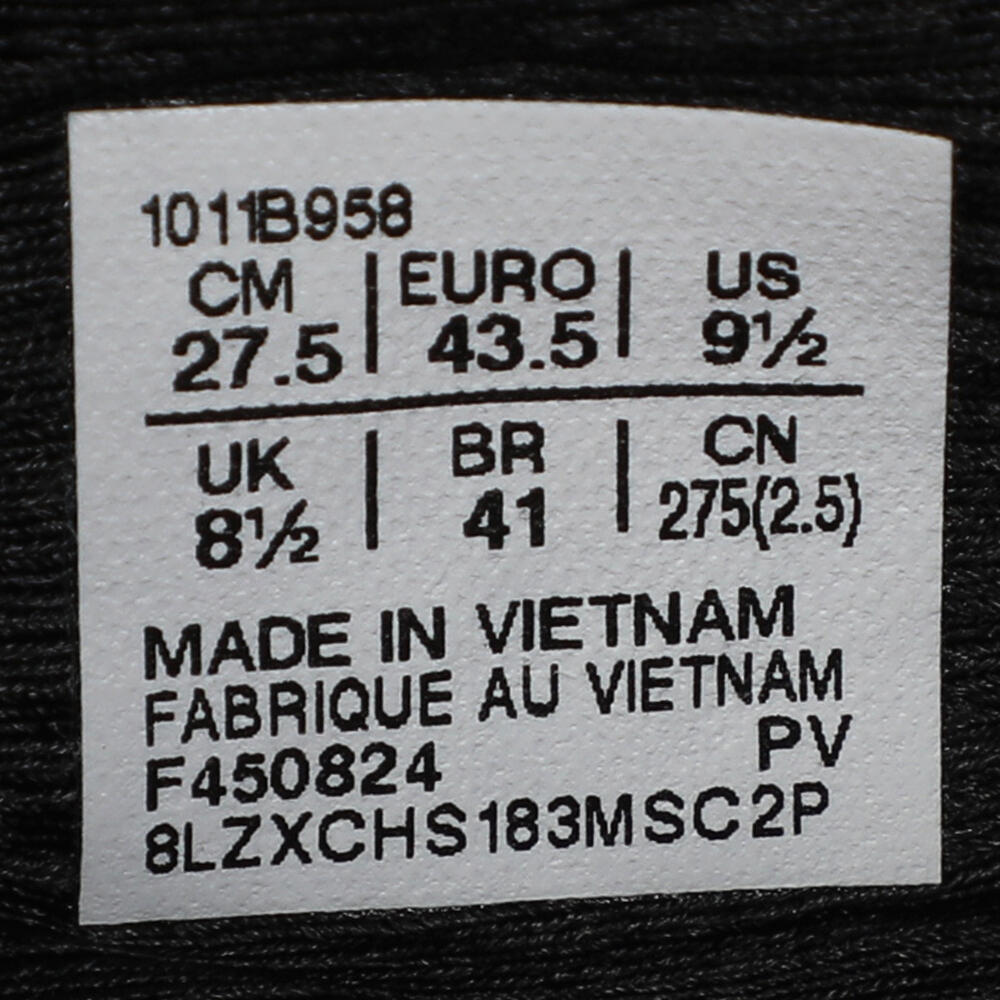 1011B958
CM | EURO | US
27.5 | 43.5 | 9½
UK | BR | CN
8½ | 41 | 275(2.5)
MADE IN VIETNAM
FABRIQUE AU VIETNAM
F450824 PV
8LZXCHS183MSC2P